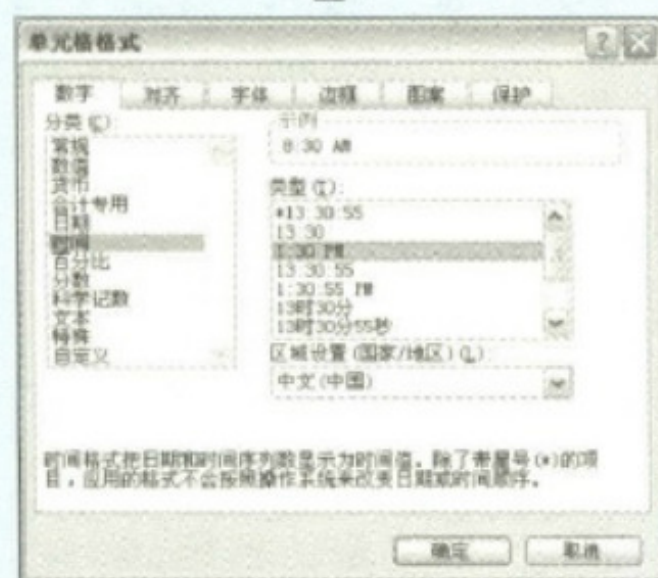 单元格格式
数字 对齐 字体 边框 图案 保护
分类(C): 示例
8:30 AM
常规
数值
货币
会计专用
日期
时间
百分比
分数
科学记数
文本
特殊
自定义
类型(T):
*13:30:55
13:30
1:30 PM
13:30:55
1:30:55 PM
13时30分
13时30分55秒
区域设置(国家/地区)(L):
中文(中国)
时间格式把日期和时间序列数显示为时间值。除了带星号(*)的项
目，应用的格式不会按照操作系统来改变日期或时间顺序。
确定 取消